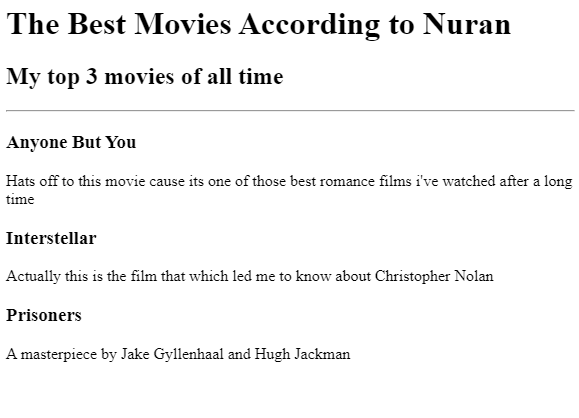 The Best Movies According to Nuran
My top 3 movies of all time
Anyone But You
Hats off to this movie cause its one of those best romance films i've watched after a long
time
Interstellar
Actually this is the film that which led me to know about Christopher Nolan
Prisoners
A masterpiece by Jake Gyllenhaal and Hugh Jackman